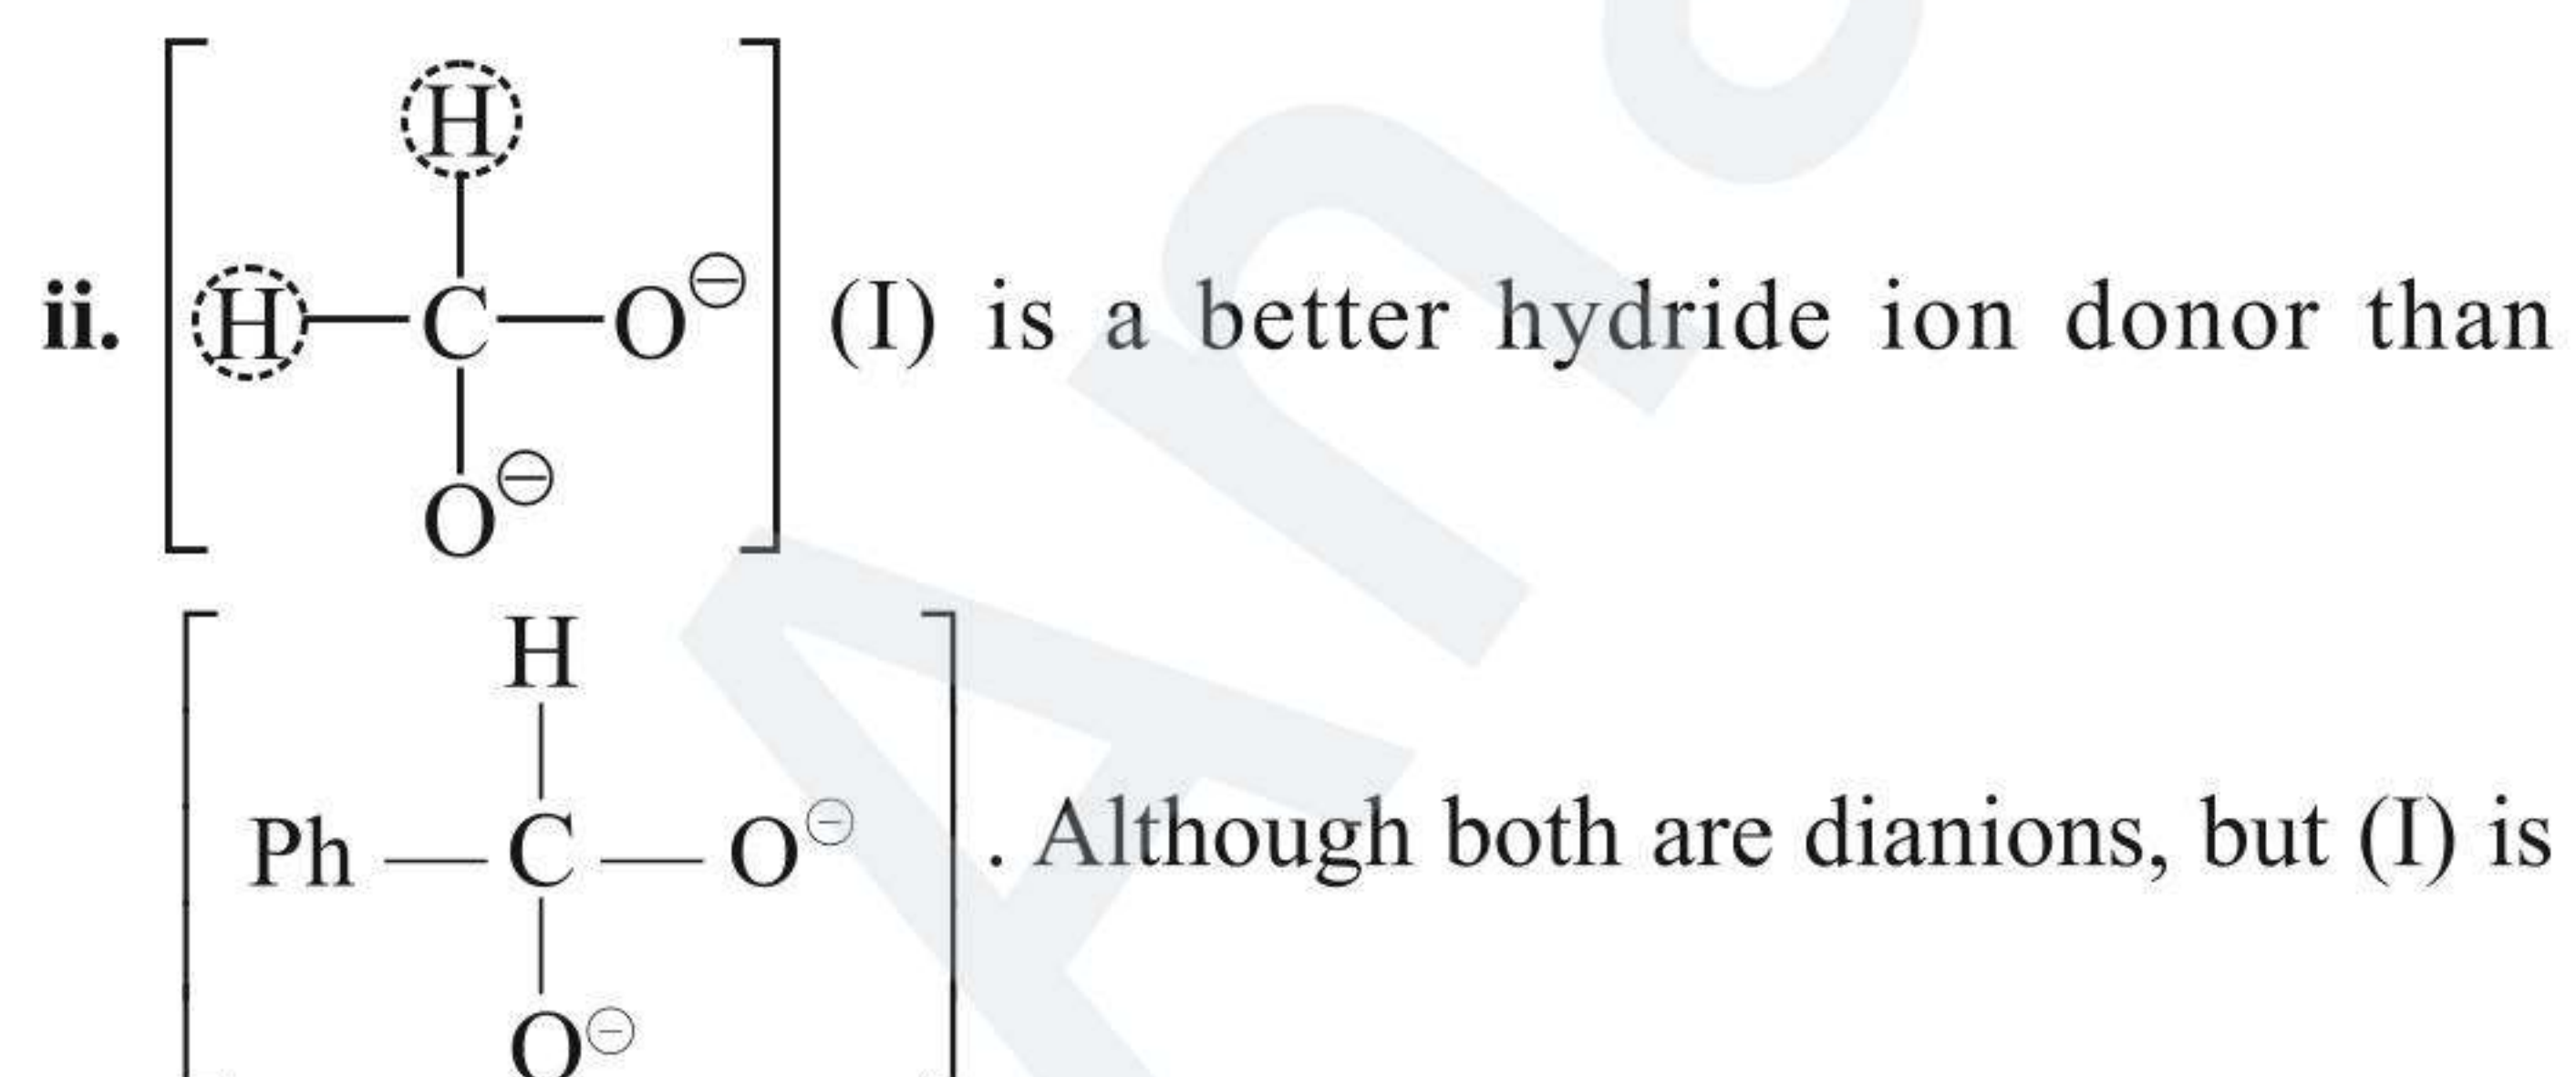 H
ii. H—C—O⊖ (I) is a better hydride ion donor than
O⊖
H
Ph—C—O⊖ . Although both are dianions, but (I) is
O⊖